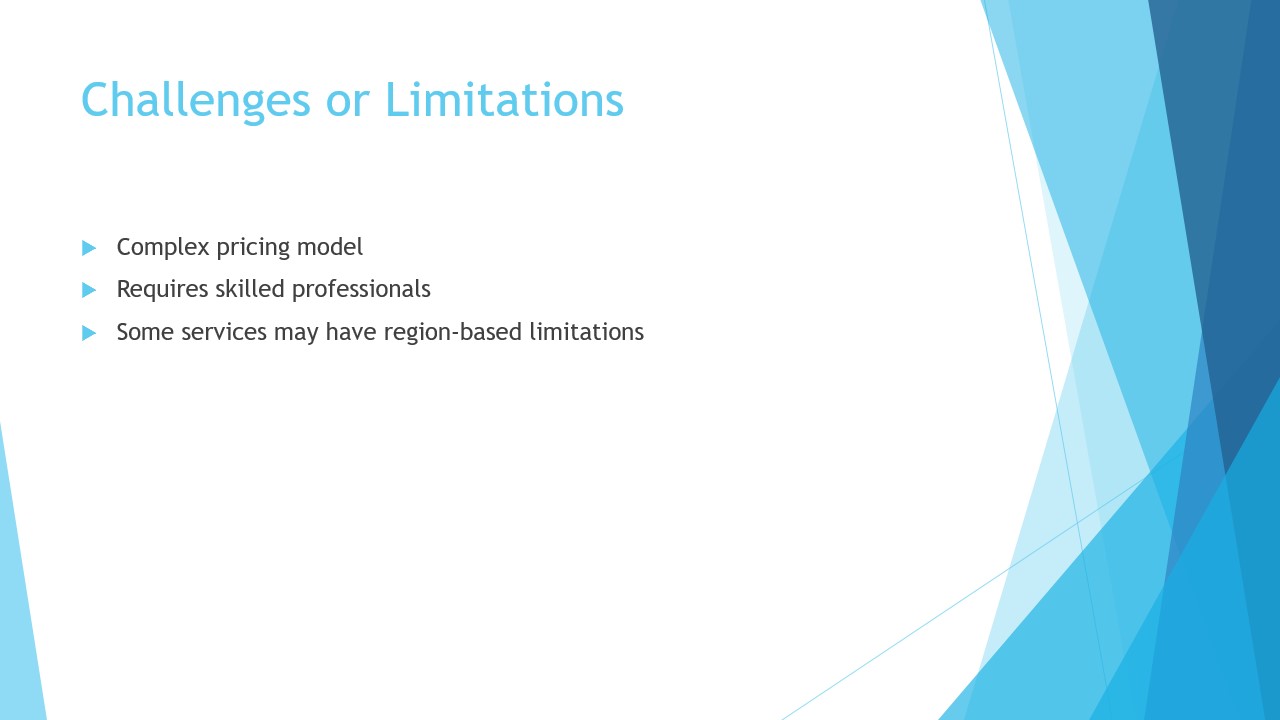 Challenges or Limitations
Complex pricing model
Requires skilled professionals
Some services may have region-based limitations